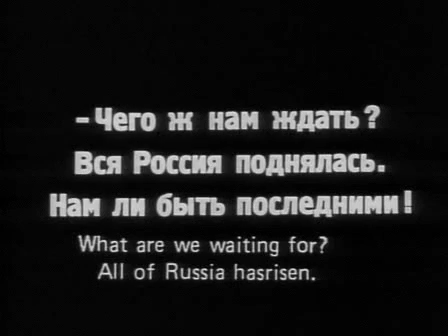 -Чего ж нам ждать?
Вся Россия поднялась.
Нам ли быть последними!
What are we waiting for?
All of Russia hasrisen.